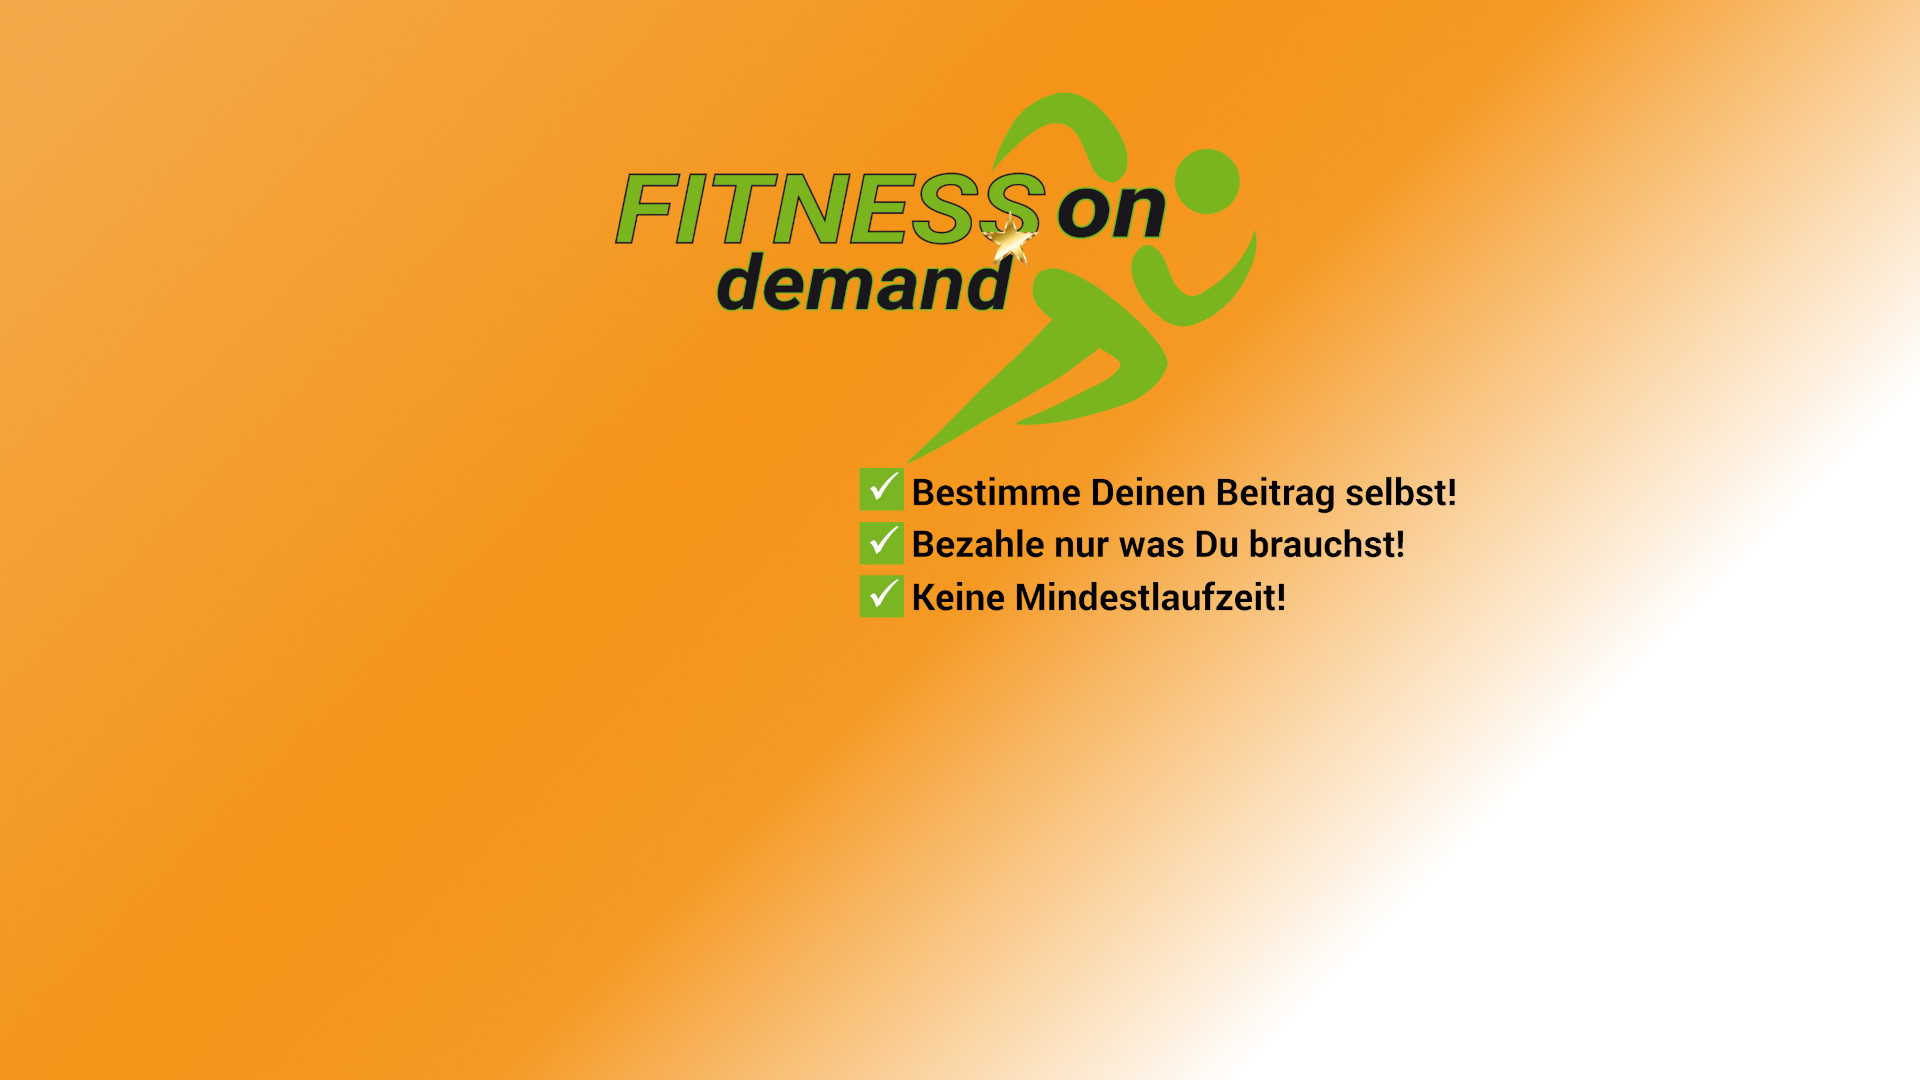 FITNESS on
demand
Bestimme Deinen Beitrag selbst!
Bezahle nur was Du brauchst!
Keine Mindestlaufzeit!